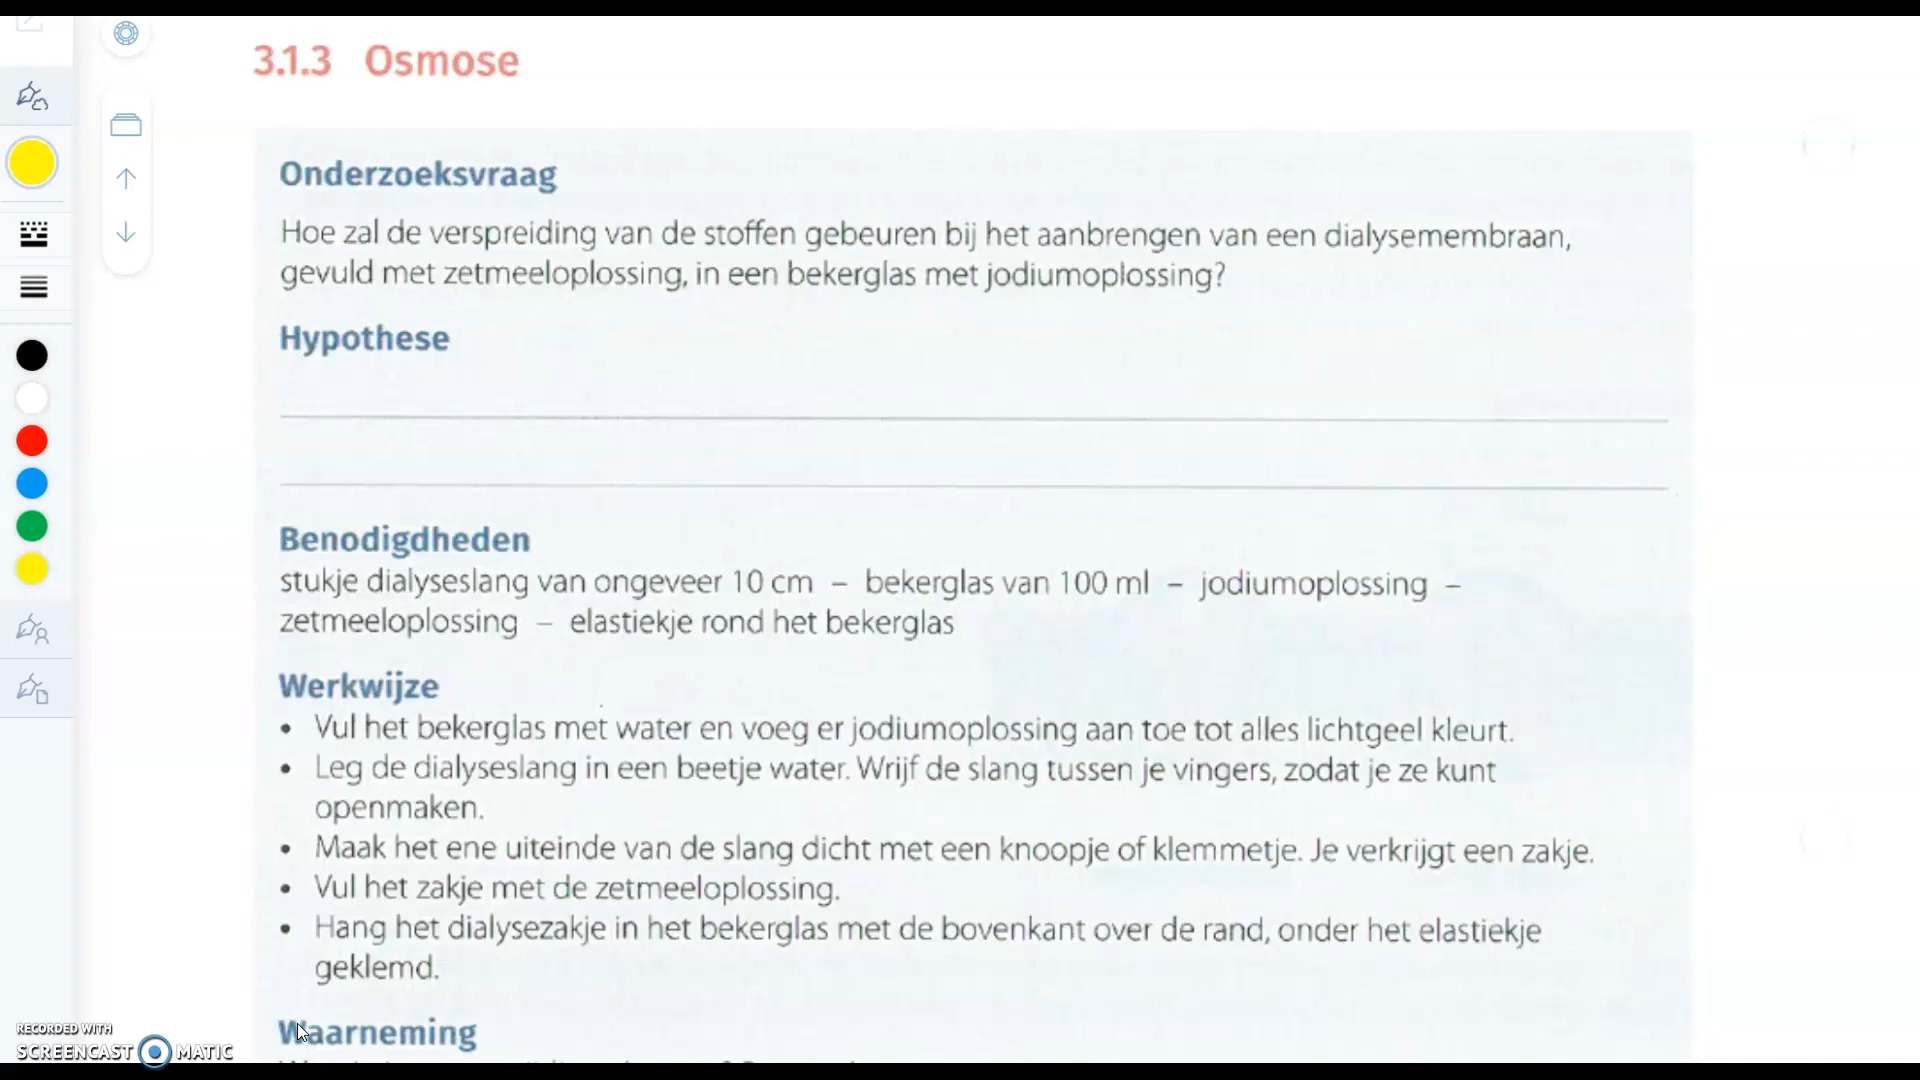 3.1.3 Osmose
Onderzoeksvraag
Hoe zal de verspreiding van de stoffen gebeuren bij het aanbrengen van een dialysemembraan,
gevuld met zetmeeloplossing, in een bekerglas met jodiumoplossing?
Hypothese
Benodigdheden
stukje dialyseslang van ongeveer 10 cm – bekerglas van 100 ml – jodiumoplossing –
zetmeeloplossing – elastiekje rond het bekerglas
Werkwijze
• Vul het bekerglas met water en voeg er jodiumoplossing aan toe tot alles lichtgeel kleurt.
• Leg de dialyseslang in een beetje water. Wrijf de slang tussen je vingers, zodat je ze kunt
openmaken.
• Maak het ene uiteinde van de slang dicht met een knoopje of klemmetje. Je verkrijgt een zakje.
• Vul het zakje met de zetmeeloplossing.
• Hang het dialysezakje in het bekerglas met de bovenkant over de rand, onder het elastiekje
geklemd.
Waarneming
RECORDED WITH
SCREENCAST MATIC